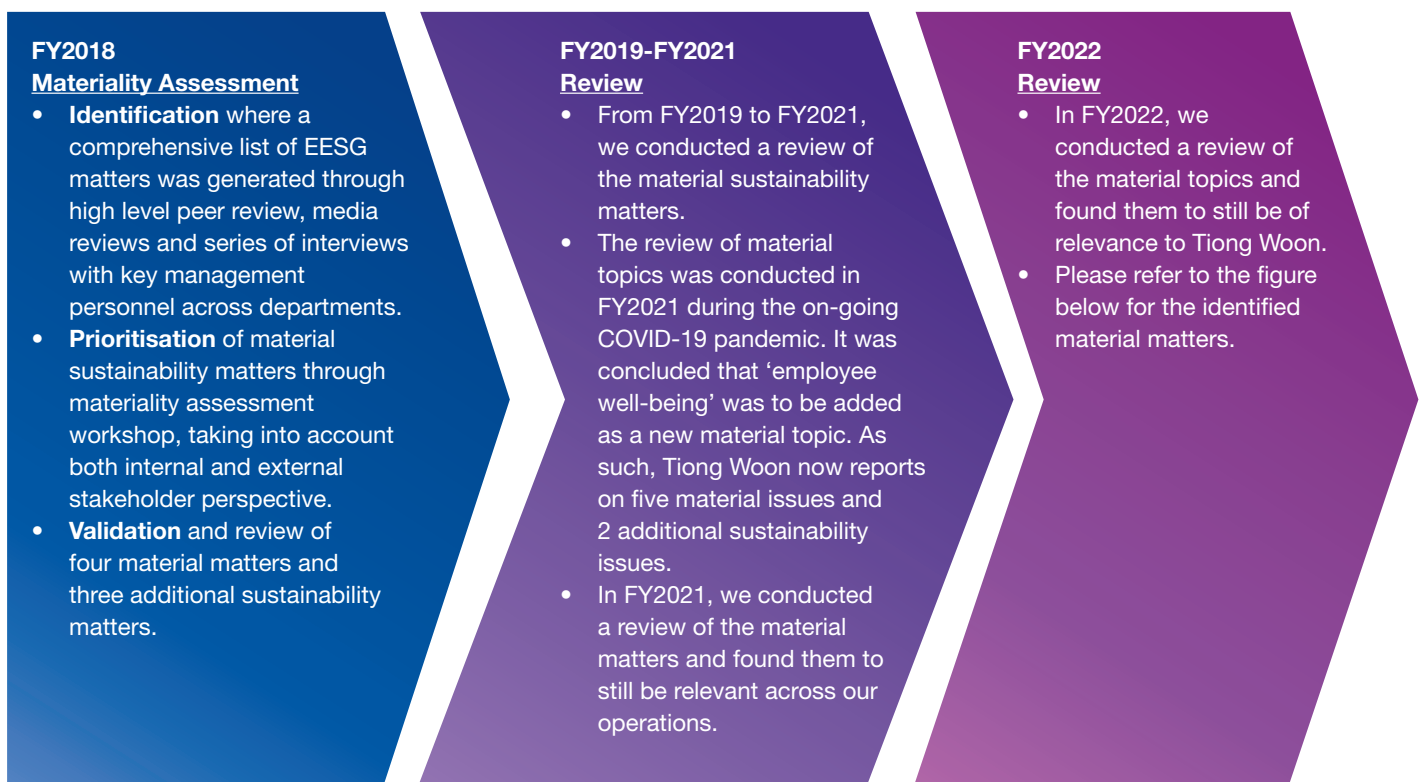 FY2018
Materiality Assessment
• Identification where a
comprehensive list of EESG
matters was generated through
high level peer review, media
reviews and series of interviews
with key management
personnel across departments.
• Prioritisation of material
sustainability matters through
materiality assessment
workshop, taking into account
both internal and external
stakeholder perspective.
• Validation and review of
four material matters and
three additional sustainability
matters.
FY2019-FY2021
Review
• From FY2019 to FY2021,
we conducted a review of
the material sustainability
matters.
• The review of material
topics was conducted in
FY2021 during the on-going
COVID-19 pandemic. It was
concluded that ‘employee
well-being’ was to be added
as a new material topic. As
such, Tiong Woon now reports
on five material issues and
2 additional sustainability
issues.
• In FY2021, we conducted
a review of the material
matters and found them to
still be relevant across our
operations.
FY2022
Review
• In FY2022, we
conducted a review of
the material topics and
found them to still be of
relevance to Tiong Woon.
• Please refer to the figure
below for the identified
material matters.